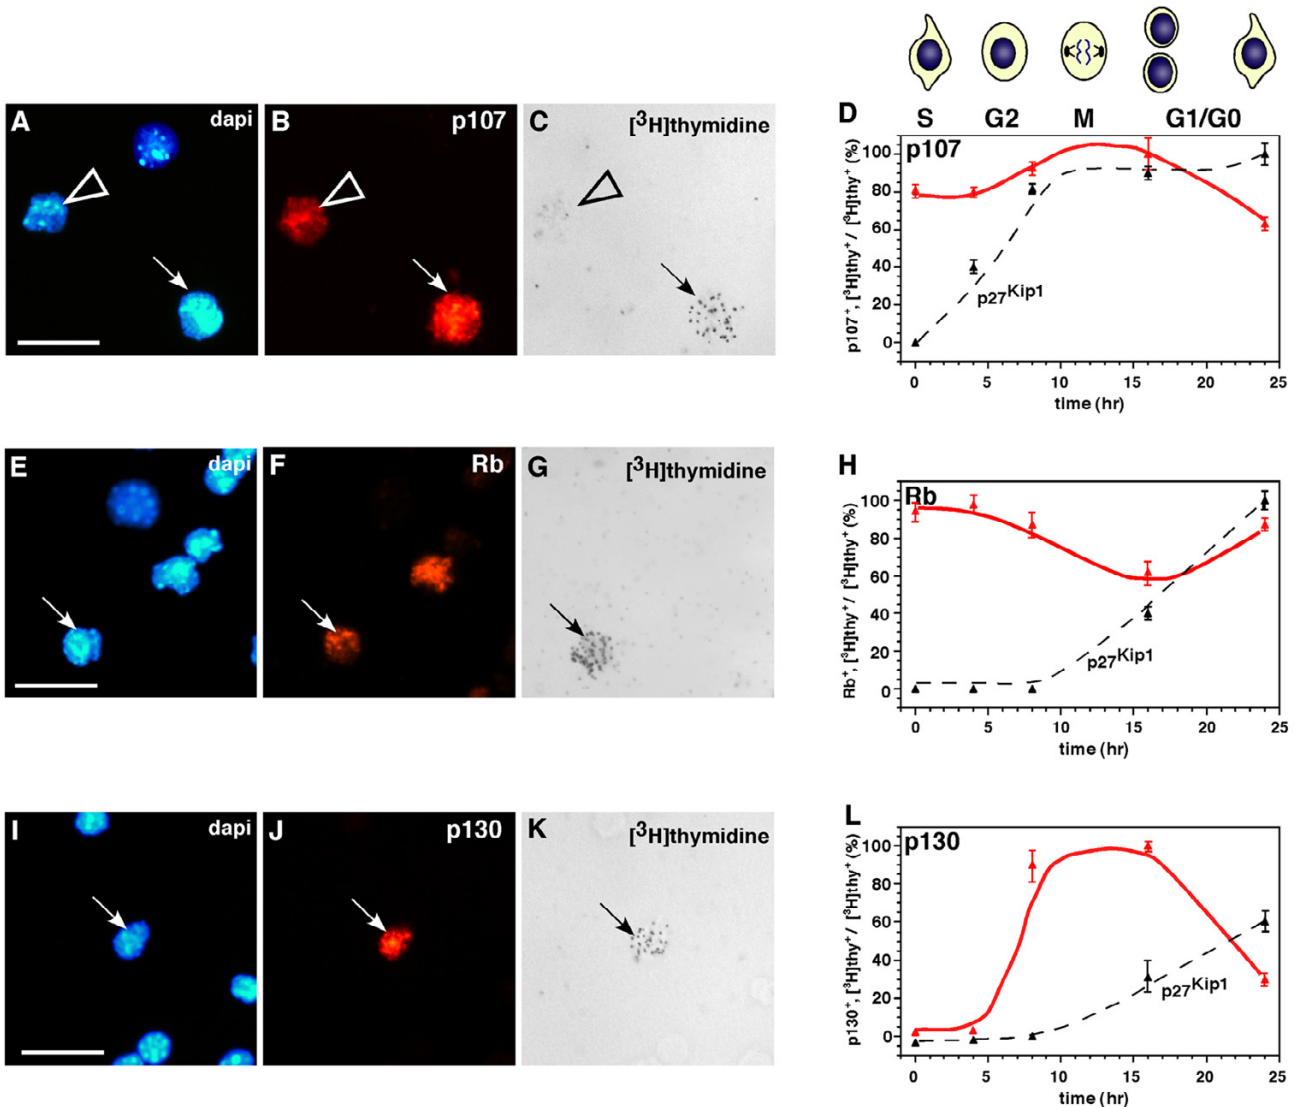 S G2 M G1/G0
A dapi
B p107
C [³H]thymidine
D
p107
p107⁺, [³H]thy⁺ / [³H]thy⁺ (%)
100
80
60
40
20
0
p27Kip1
0 5 10 15 20 25
time (hr)
E dapi
F Rb
G [³H]thymidine
H
Rb
Rb⁺, [³H]thy⁺ / [³H]thy⁺ (%)
100
80
60
40
20
0
p27Kip1
0 5 10 15 20 25
time (hr)
I dapi
J p130
K [³H]thymidine
L
p130
p130⁺, [³H]thy⁺ / [³H]thy⁺ (%)
100
80
60
40
20
0
p27Kip1
0 5 10 15 20 25
time (hr)